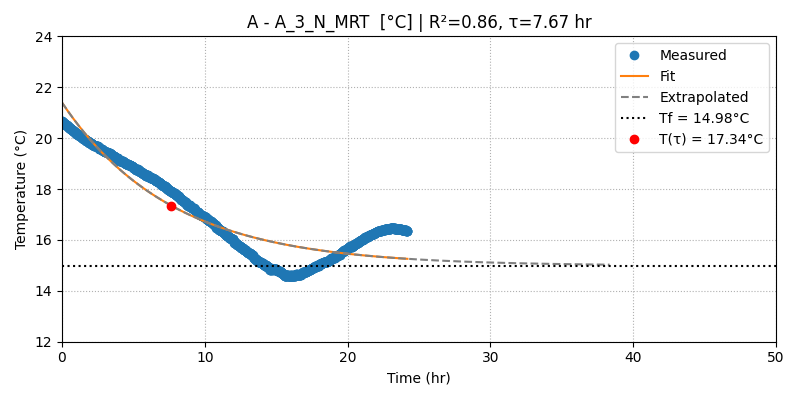 A - A_3_N_MRT  [°C] | R²=0.86, τ=7.67 hr
Temperature (°C)
24
22
20
18
16
14
12
Measured
Fit
Extrapolated
Tf = 14.98°C
T(τ) = 17.34°C
0
10
20
30
40
50
Time (hr)